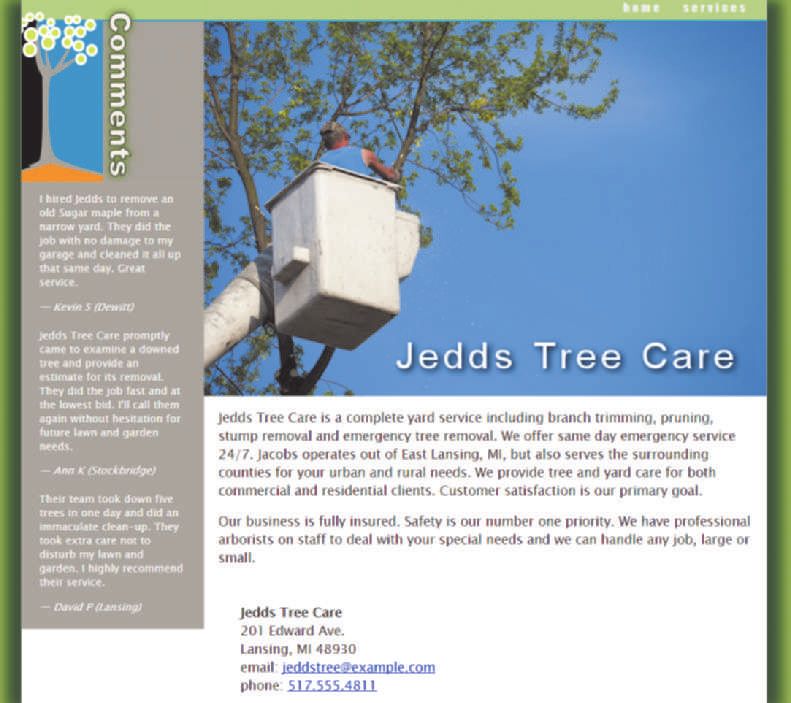 home services
Comments
I hired Jedds to remove an
old Sugar maple from a
narrow yard. They did the
job with no damage to my
garage and cleaned it all up
that same day. Great
service.
— Kevin S (Dewitt)
Jedds Tree Care promptly
came to examine a downed
tree and provide an
estimate for its removal.
They did the job fast and at
the lowest bid. I'll call them
again without hesitation for
future lawn and garden
needs.
— Ann K (Stockbridge)
Their team took down five
trees in one day and did an
immaculate clean-up. They
took extra care not to
disturb my lawn and
garden. I highly recommend
their service.
— David P (Lansing)
Jedds Tree Care
Jedds Tree Care is a complete yard service including branch trimming, pruning,
stump removal and emergency tree removal. We offer same day emergency service
24/7. Jacobs operates out of East Lansing, MI, but also serves the surrounding
counties for your urban and rural needs. We provide tree and yard care for both
commercial and residential clients. Customer satisfaction is our primary goal.
Our business is fully insured. Safety is our number one priority. We have professional
arborists on staff to deal with your special needs and we can handle any job, large or
small.
Jedds Tree Care
201 Edward Ave.
Lansing, MI 48930
email: jeddstree@example.com
phone: 517.555.4811